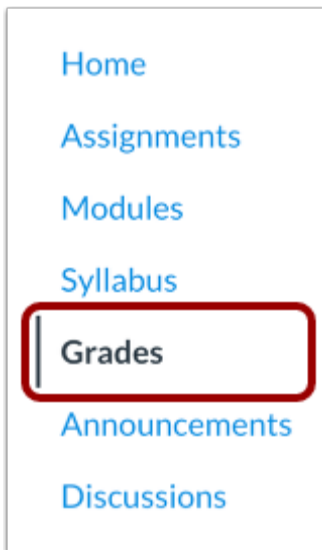 Home
Assignments
Modules
Syllabus
Grades
Announcements
Discussions